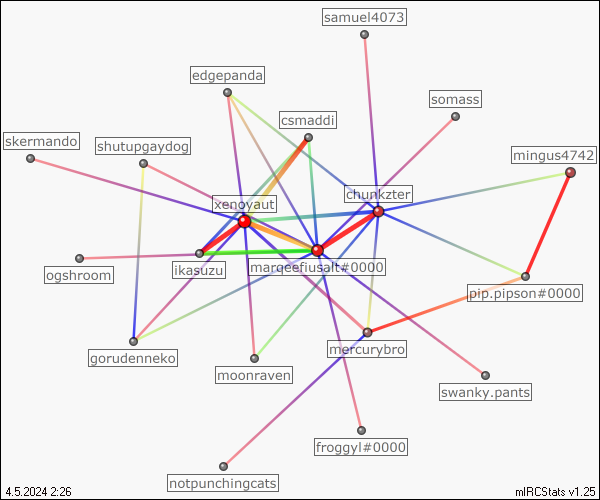 samuel4073
edgepanda
somass
csmaddi
skermando
shutupgaydog
mingus4742
chunkzter
xenoyaut
ogshroom
ikasuzu
marqeefiusalt#0000
pip.pipson#0000
mercurybro
gorudenneko
moonraven
swanky.pants
froggyl#0000
notpunchingcats
4.5.2024 2:26
mIRCStats v1.25